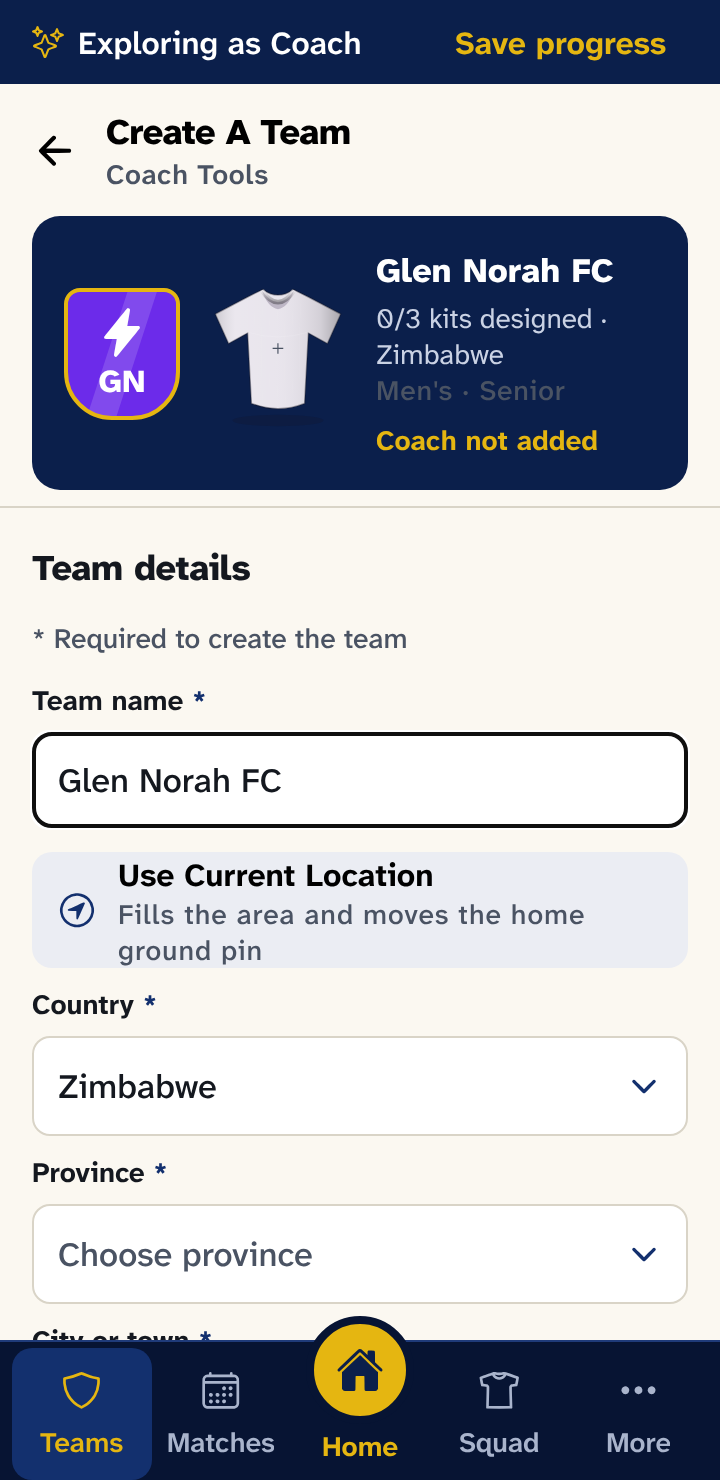 Exploring as Coach
Save progress
Create A Team
Coach Tools
GN
Glen Norah FC
0/3 kits designed ·
Zimbabwe
Men's · Senior
Coach not added
Team details
* Required to create the team
Team name *
Glen Norah FC
Use Current Location
Fills the area and moves the home
ground pin
Country *
Zimbabwe
Province *
Choose province
City or town *
Teams
Matches
Home
Squad
More